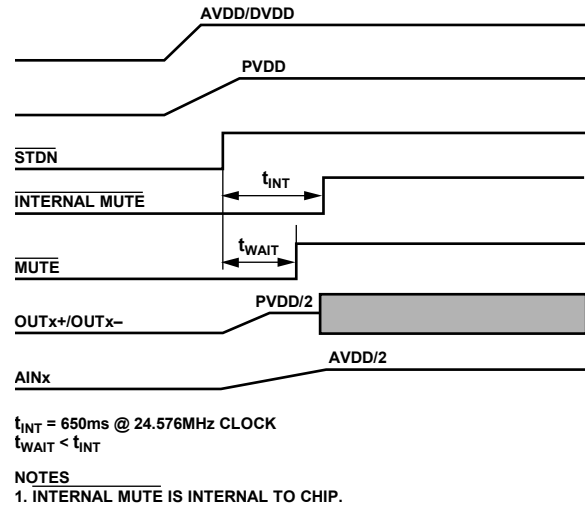 AVDD/DVDD
PVDD
STDN
tINT
INTERNAL MUTE
tWAIT
MUTE
PVDD/2
OUTx+/OUTx–
AVDD/2
AINx
tINT = 650ms @ 24.576MHz CLOCK
tWAIT < tINT
NOTES
1. INTERNAL MUTE IS INTERNAL TO CHIP.